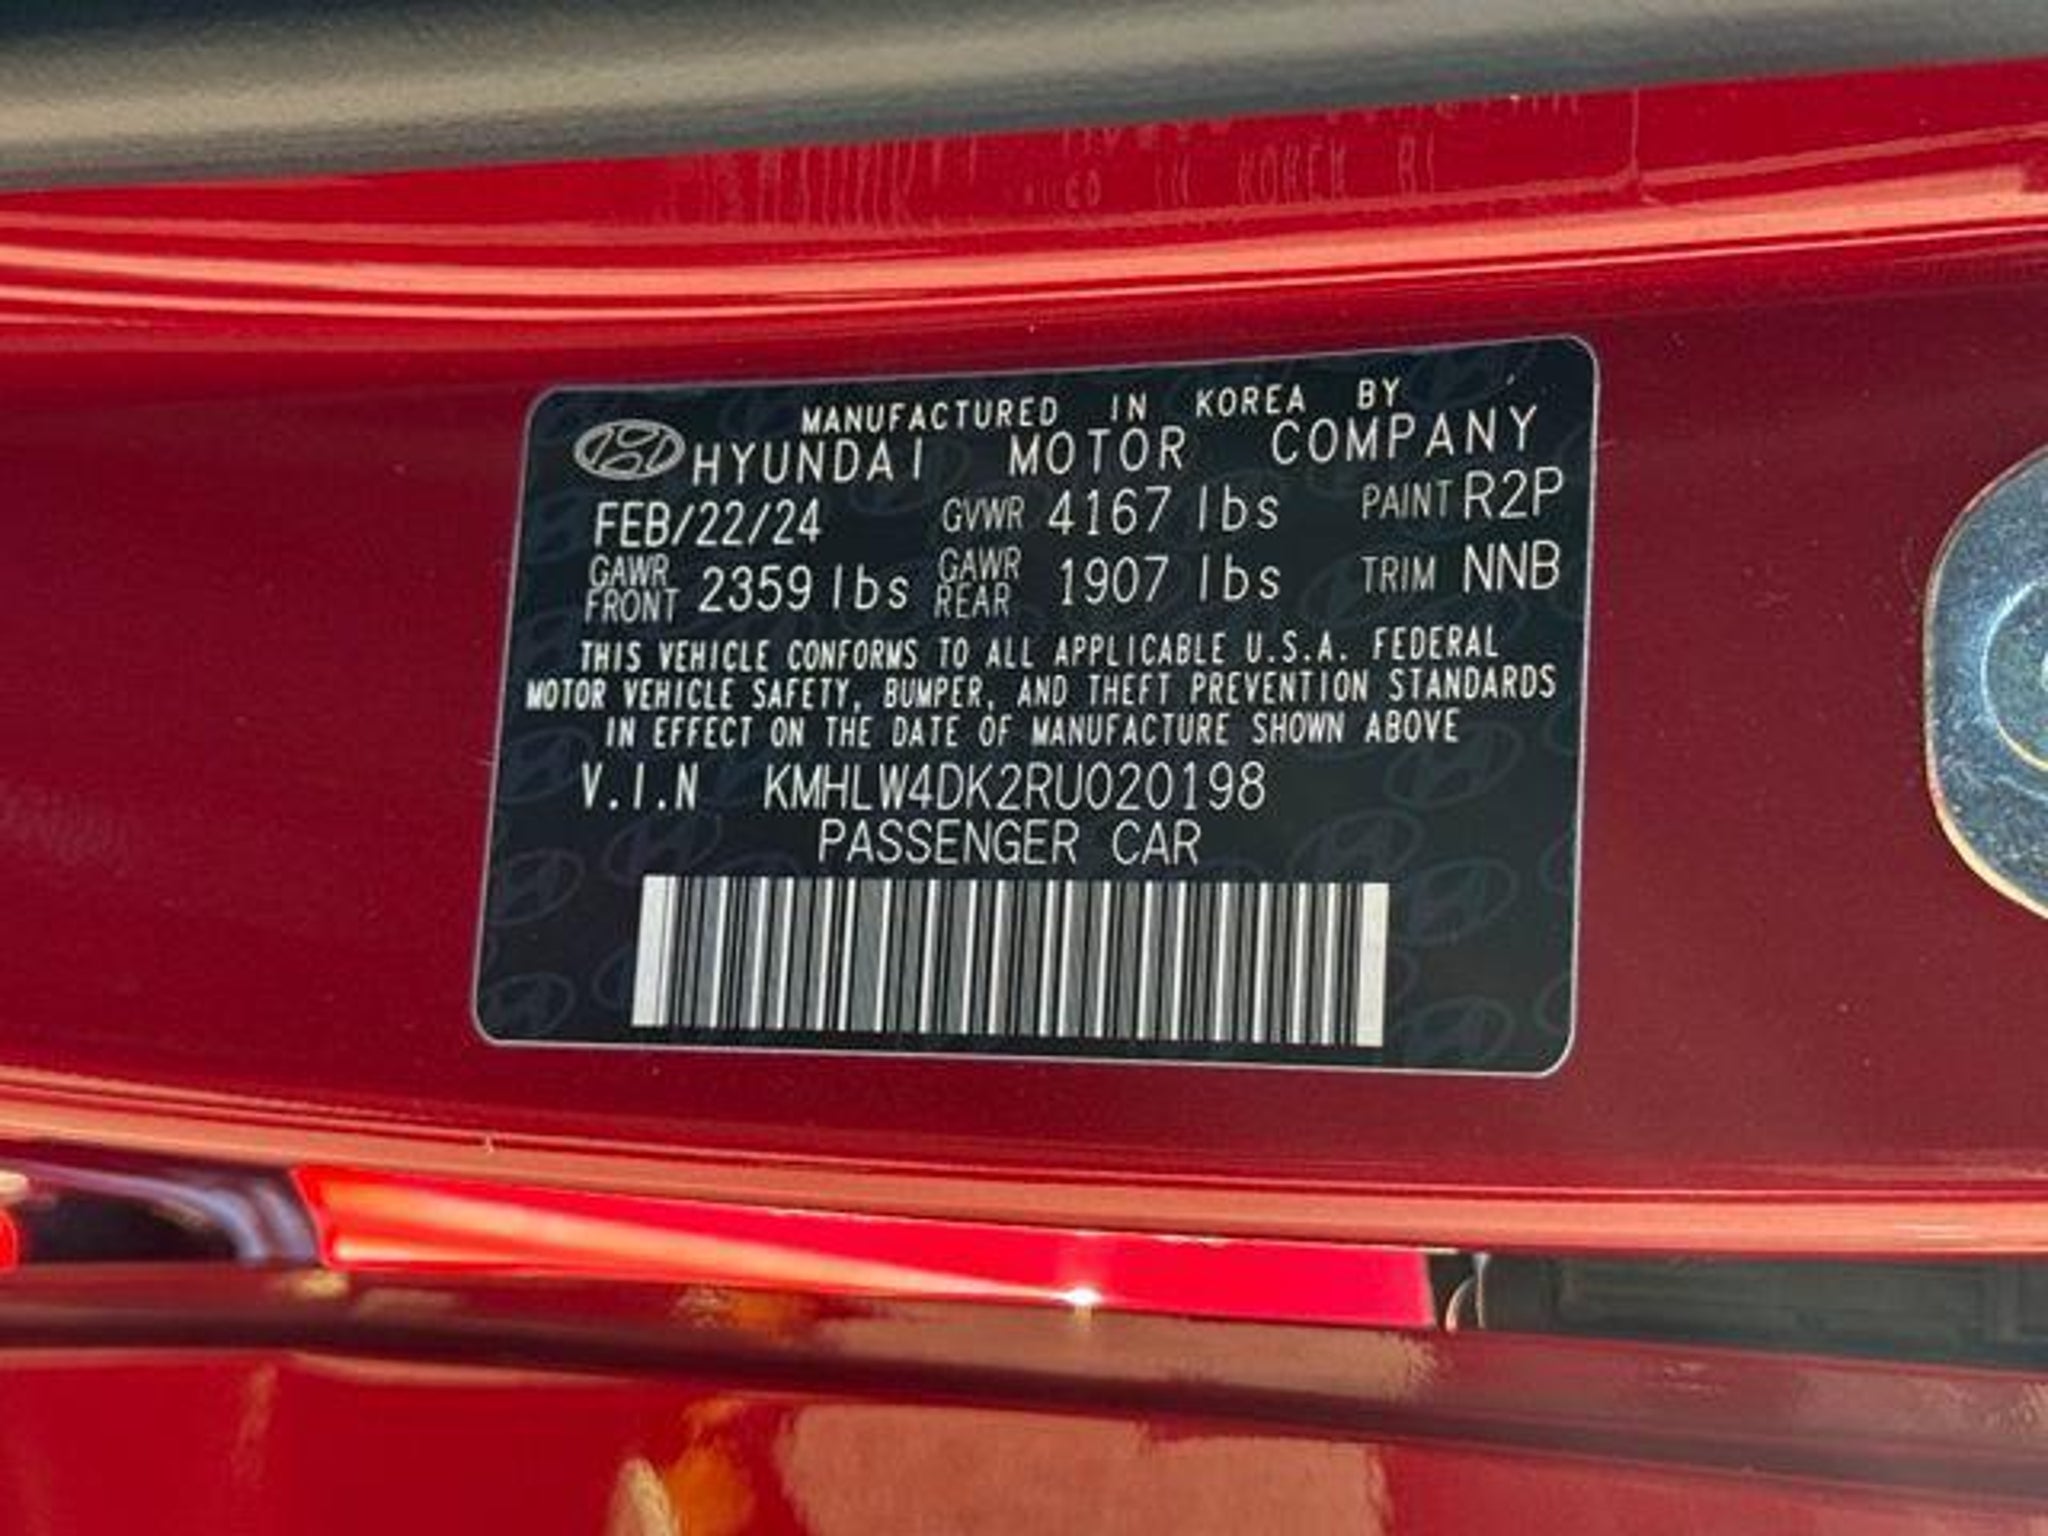 MANUFACTURED IN KOREA BY
HYUNDAI MOTOR COMPANY
FEB/22/24 GVWR 4167 lbs PAINT R2P
GAWR FRONT 2359 lbs GAWR REAR 1907 lbs TRIM NNB
THIS VEHICLE CONFORMS TO ALL APPLICABLE U.S.A. FEDERAL
MOTOR VEHICLE SAFETY, BUMPER, AND THEFT PREVENTION STANDARDS
IN EFFECT ON THE DATE OF MANUFACTURE SHOWN ABOVE
V.I.N KMHLW4DK2RU020198
PASSENGER CAR